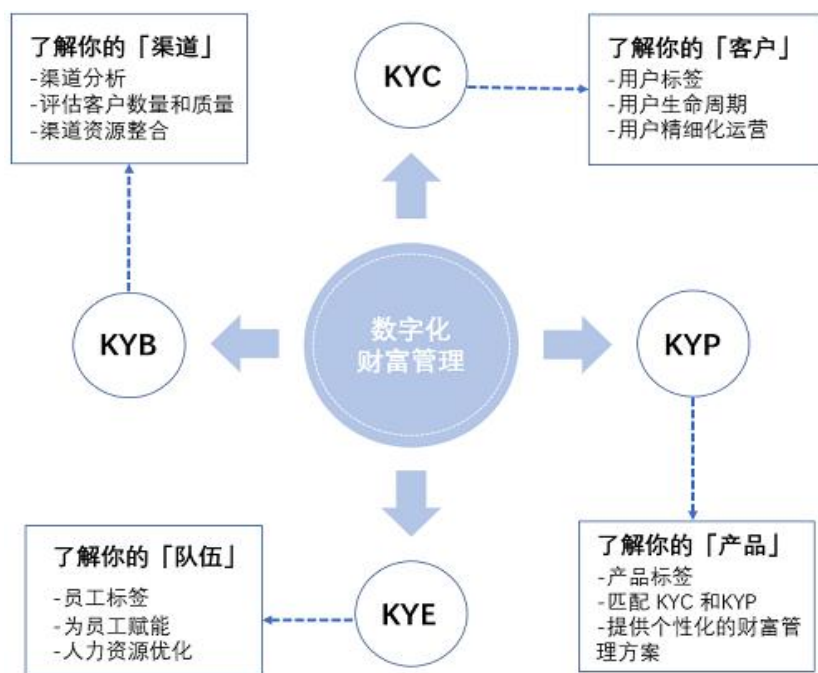 了解你的「渠道」
-渠道分析
-评估客户数量和质量
-渠道资源整合
KYC
了解你的「客户」
-用户标签
-用户生命周期
-用户精细化运营
KYB
数字化
财富管理
KYP
了解你的「队伍」
-员工标签
-为员工赋能
-人力资源优化
KYE
了解你的「产品」
-产品标签
-匹配 KYC 和KYP
-提供个性化的财富管
理方案